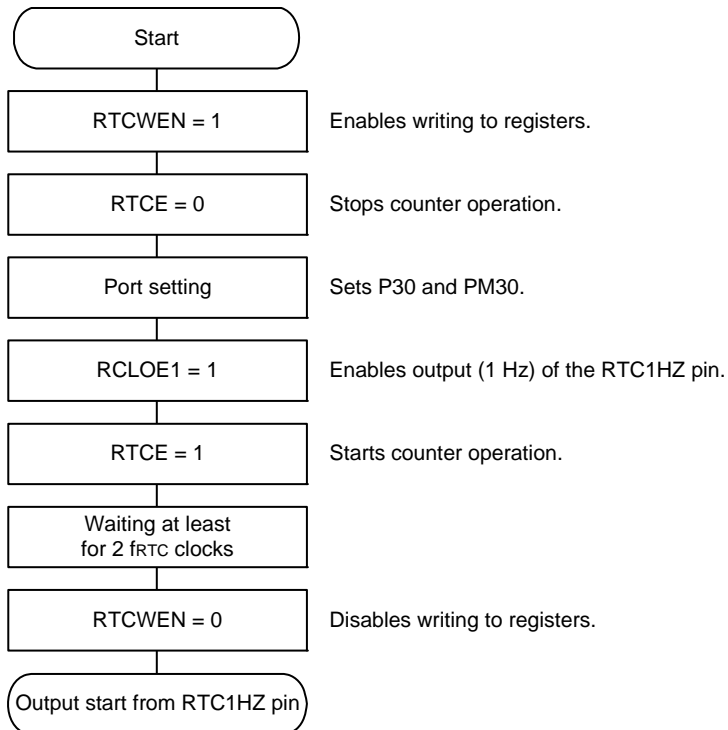 Start
RTCWEN = 1
Enables writing to registers.
RTCE = 0
Stops counter operation.
Port setting
Sets P30 and PM30.
RCLOE1 = 1
Enables output (1 Hz) of the RTC1HZ pin.
RTCE = 1
Starts counter operation.
Waiting at least
for 2 fRTC clocks
RTCWEN = 0
Disables writing to registers.
Output start from RTC1HZ pin